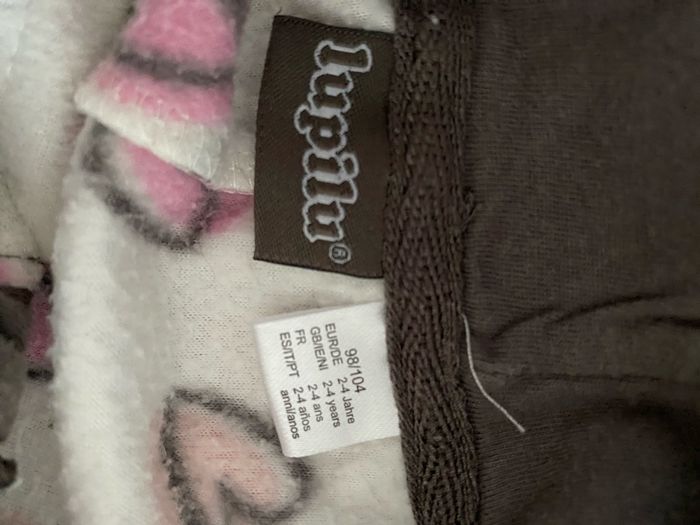 lupilu®
98/104
EUR/DE 2-4 Jahre
GB/IE/NI 2-4 years
FR 2-4 ans
ES/IT/PT 2-4 años
anni/anos